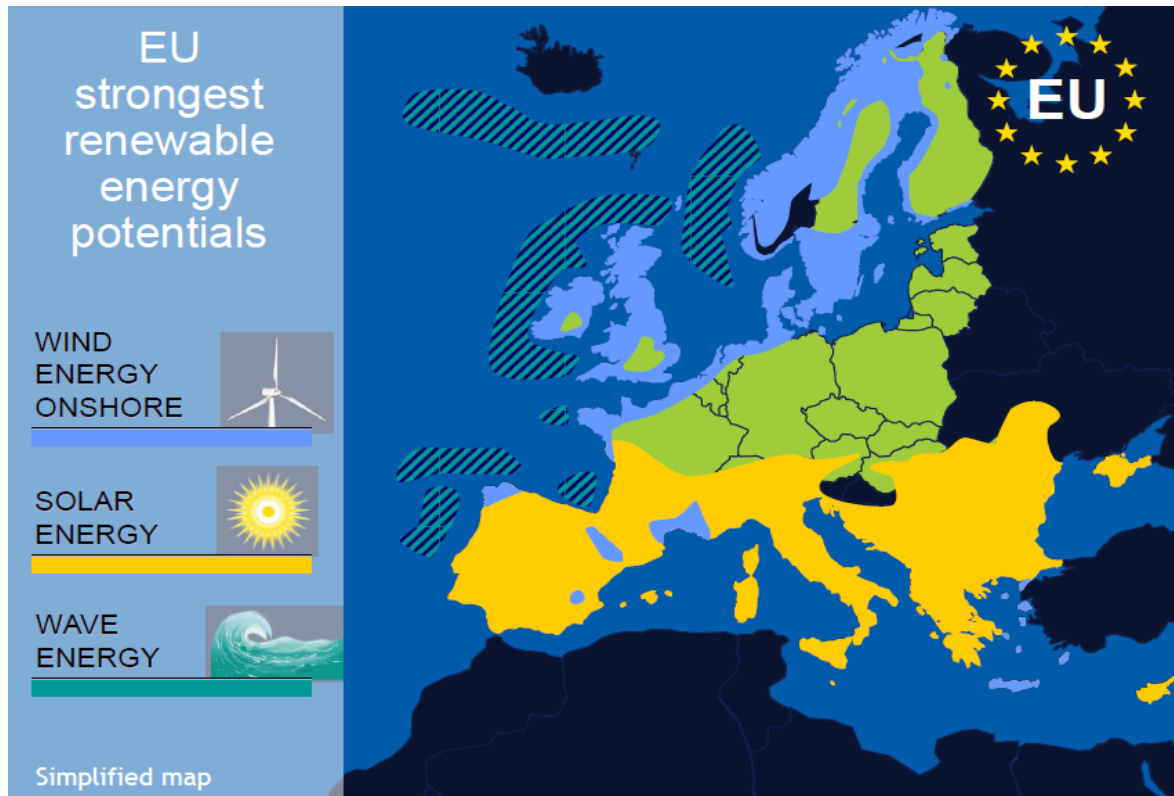 EU
strongest
renewable
energy
potentials
WIND
ENERGY
ONSHORE
SOLAR
ENERGY
WAVE
ENERGY
Simplified map
EU